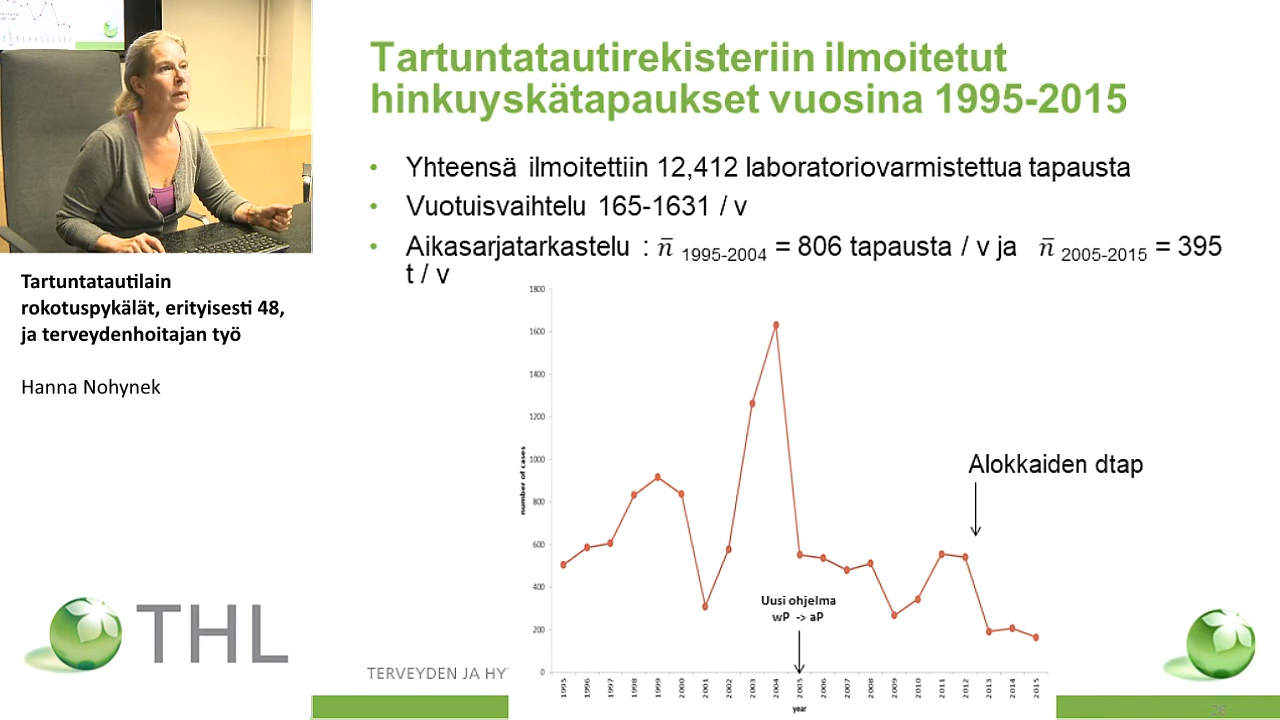 Tartuntatautirekisteriin ilmoitetut
hinkuyskätapaukset vuosina 1995-2015
• Yhteensä ilmoitettiin 12,412 laboratoriovarmistettua tapausta
• Vuotuisvaihtelu 165-1631 / v
• Aikasarjatarkastelu : n̅ 1995-2004 = 806 tapausta / v ja n̅ 2005-2015 = 395
t / v
Tartuntatautilain
rokotuspykälät, erityisesti 48,
ja terveydenhoitajan työ
Hanna Nohynek
THL
TERVEYDEN JA HY
1800
1600
1400
1200
1000
800
600
400
200
0
number of cases
Alokkaiden dtap
Uusi ohjelma
wP -> aP
1995 1996 1997 1998 1999 2000 2001 2002 2003 2004 2005 2006 2007 2008 2009 2010 2011 2012 2013 2014 2015
year